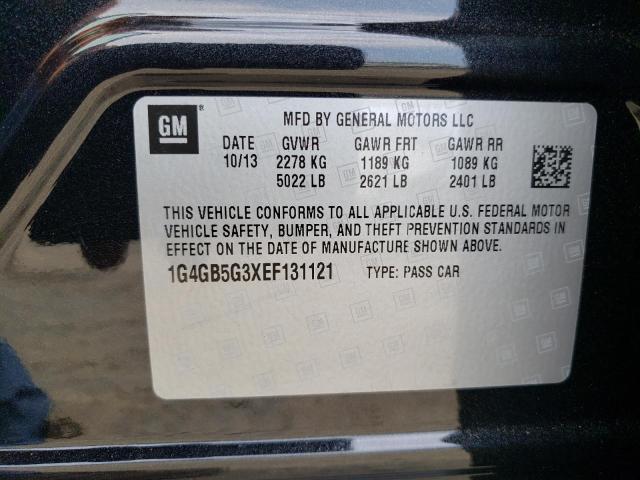 GM ®
MFD BY GENERAL MOTORS LLC
DATE GVWR GAWR FRT GAWR RR
10/13 2278 KG 1189 KG 1089 KG
5022 LB 2621 LB 2401 LB
THIS VEHICLE CONFORMS TO ALL APPLICABLE U.S. FEDERAL MOTOR
VEHICLE SAFETY, BUMPER, AND THEFT PREVENTION STANDARDS
IN EFFECT ON THE DATE OF MANUFACTURE SHOWN ABOVE.
1G4GB5G3XEF131121 TYPE: PASS CAR